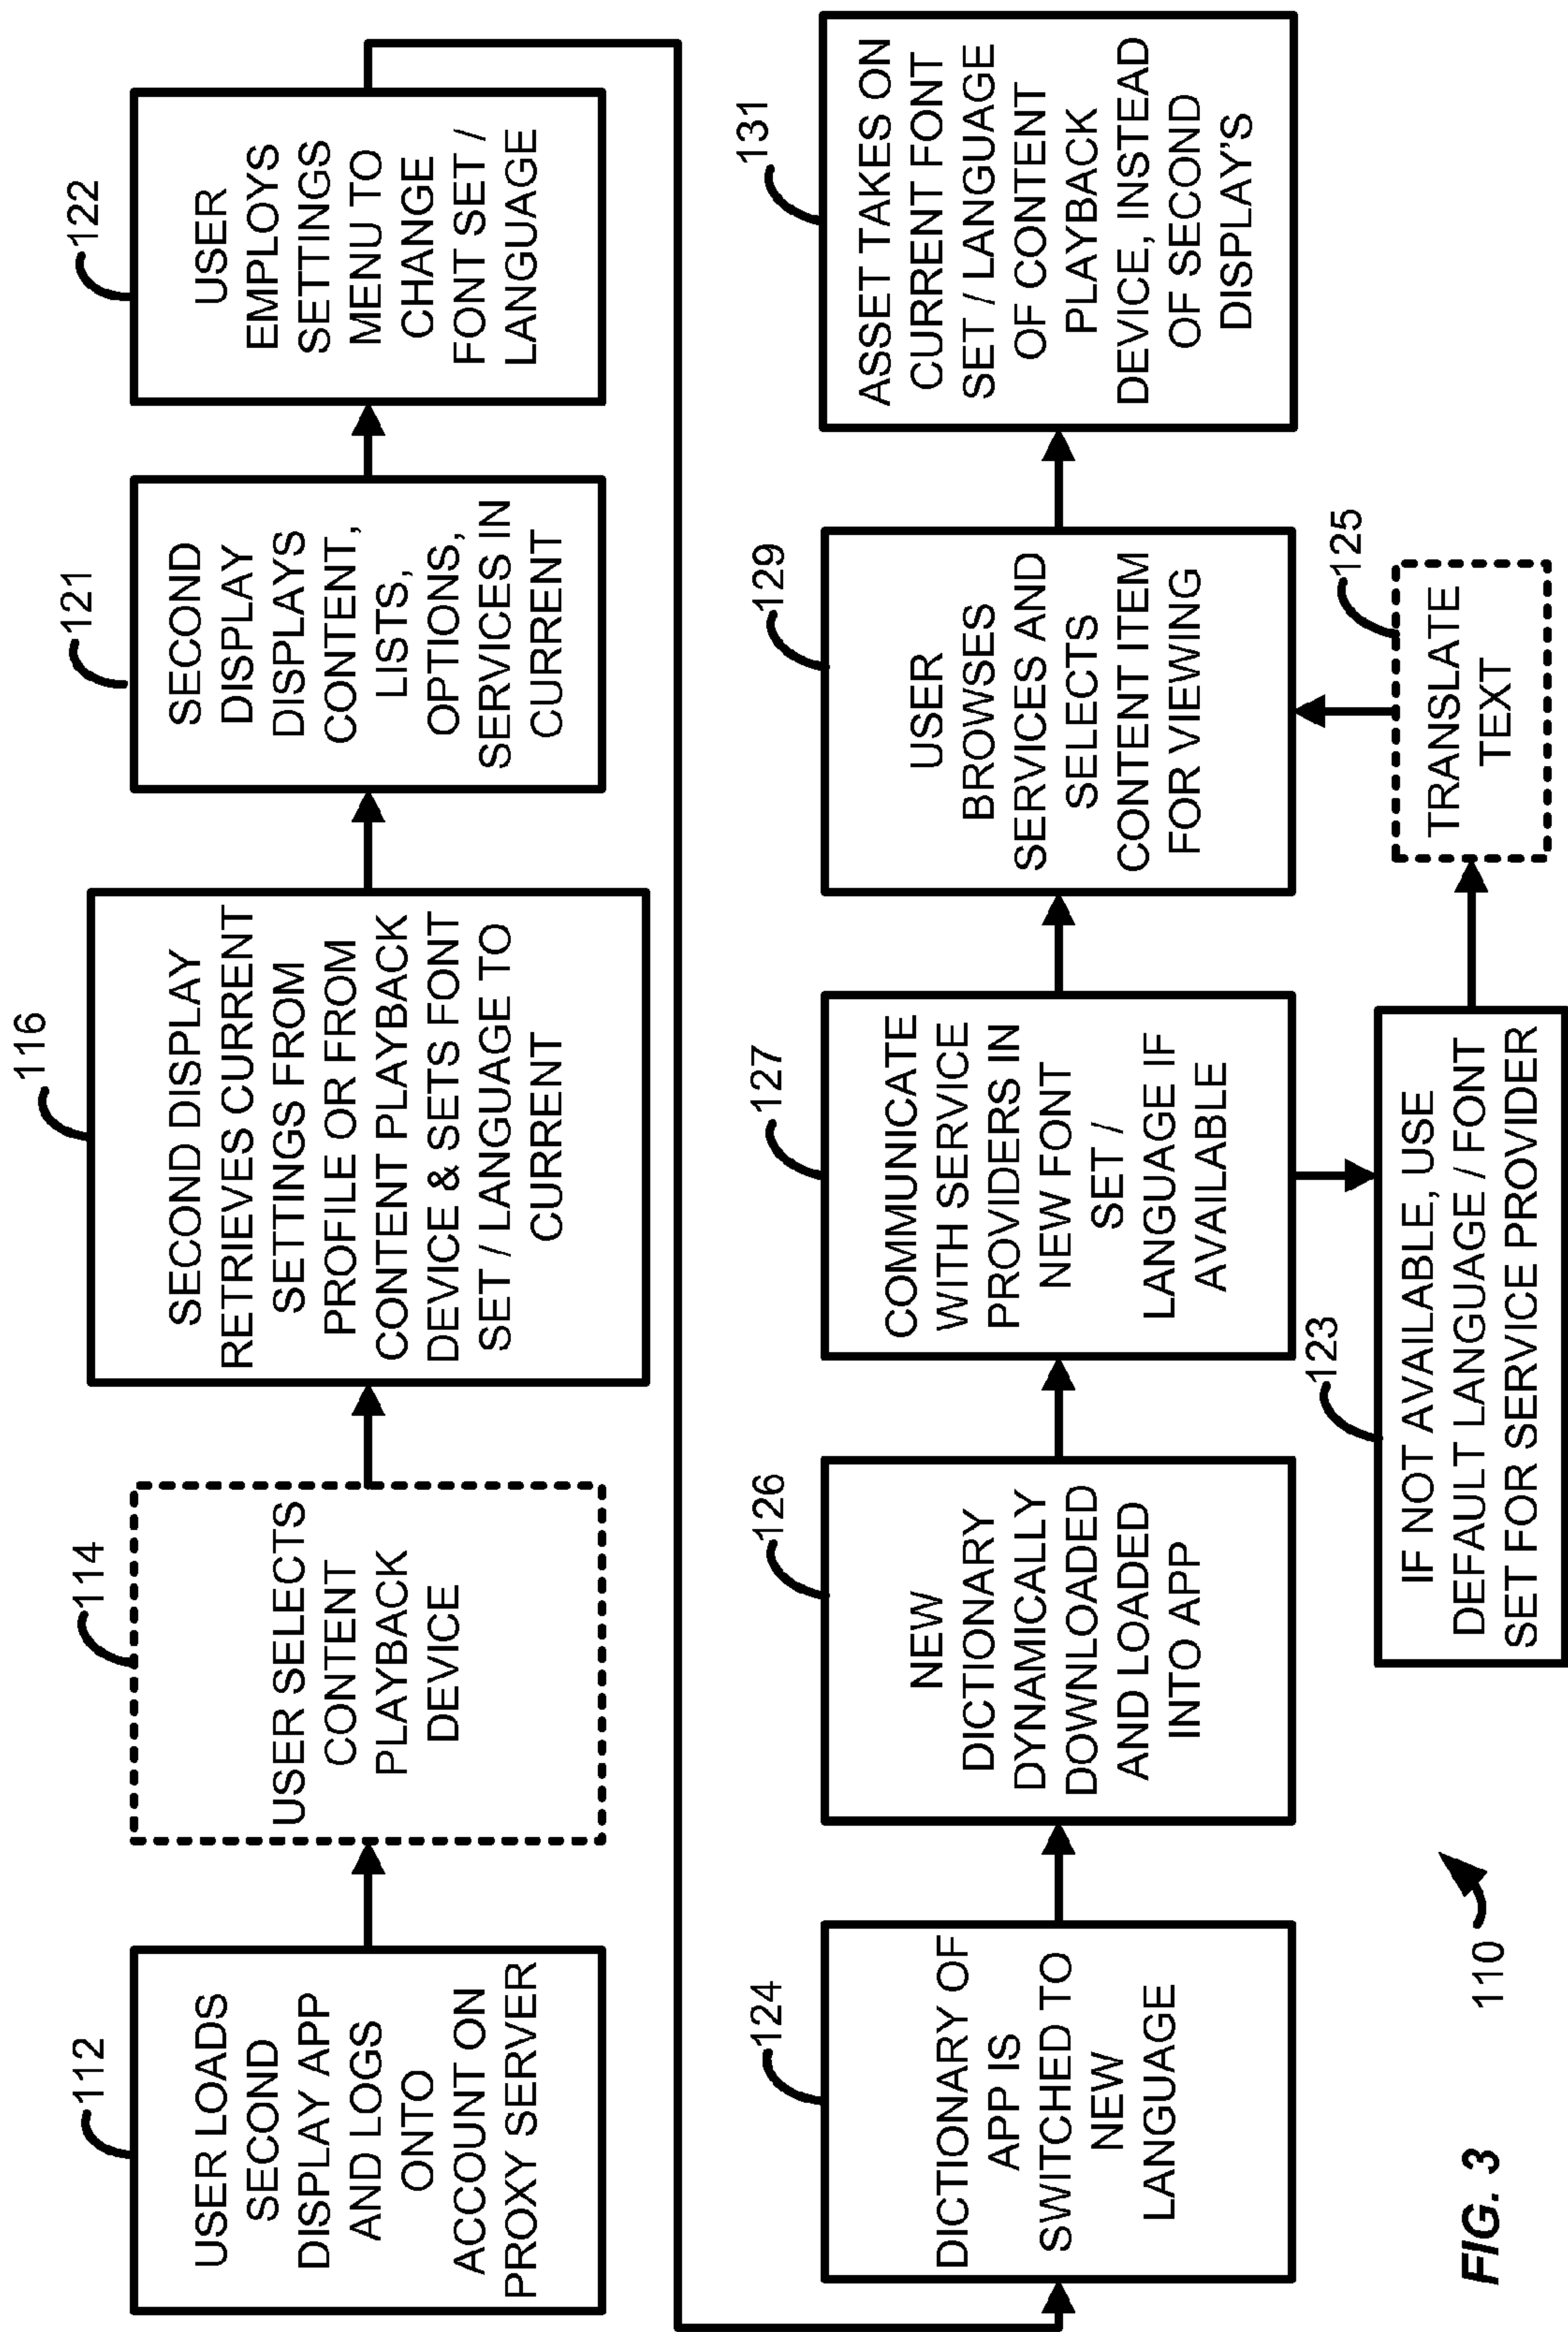 112
USER LOADS
SECOND
DISPLAY APP
AND LOGS
ONTO
ACCOUNT ON
PROXY SERVER
114
USER SELECTS
CONTENT
PLAYBACK
DEVICE
116
SECOND DISPLAY
RETRIEVES CURRENT
SETTINGS FROM
PROFILE OR FROM
CONTENT PLAYBACK
DEVICE & SETS FONT
SET / LANGUAGE TO
CURRENT
121
SECOND
DISPLAY
DISPLAYS
CONTENT,
LISTS,
OPTIONS,
SERVICES IN
CURRENT
122
USER
EMPLOYS
SETTINGS
MENU TO
CHANGE
FONT SET /
LANGUAGE
124
DICTIONARY OF
APP IS
SWITCHED TO
NEW
LANGUAGE
126
NEW
DICTIONARY
DYNAMICALLY
DOWNLOADED
AND LOADED
INTO APP
127
COMMUNICATE
WITH SERVICE
PROVIDERS IN
NEW FONT
SET /
LANGUAGE IF
AVAILABLE
129
USER
BROWSES
SERVICES AND
SELECTS
CONTENT ITEM
FOR VIEWING
131
ASSET TAKES ON
CURRENT FONT
SET / LANGUAGE
OF CONTENT
PLAYBACK
DEVICE, INSTEAD
OF SECOND
DISPLAY'S
123
IF NOT AVAILABLE, USE
DEFAULT LANGUAGE / FONT
SET FOR SERVICE PROVIDER
125
TRANSLATE
TEXT
110
FIG. 3